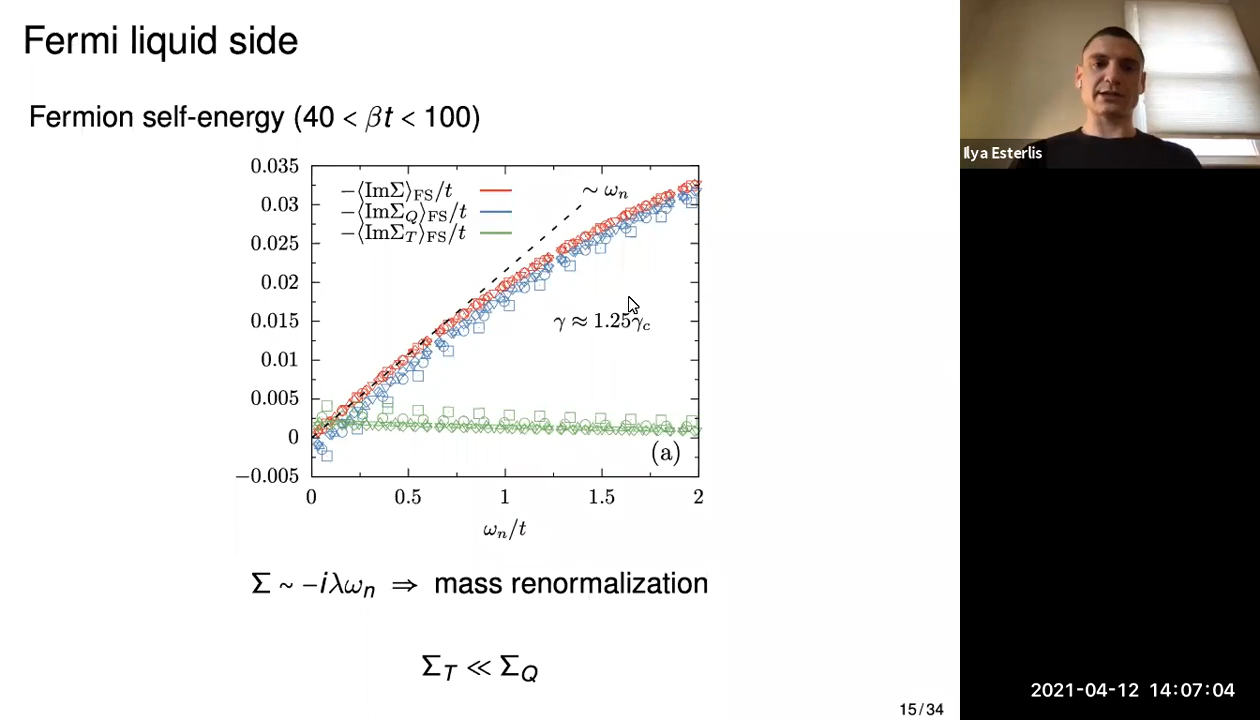 Fermi liquid side
Fermion self-energy (40 < βt < 100)
0.035
0.03
0.025
0.02
0.015
0.01
0.005
0
−0.005
−⟨ImΣ⟩FS/t
−⟨ImΣQ⟩FS/t
−⟨ImΣT⟩FS/t
~ ωn
γ ≈ 1.25γc
(a)
0 0.5 1 1.5 2
ωn/t
Σ ~ −iλωn ⇒ mass renormalization
ΣT ≪ ΣQ
15/34
Ilya Esterlis
2021-04-12 14:07:04